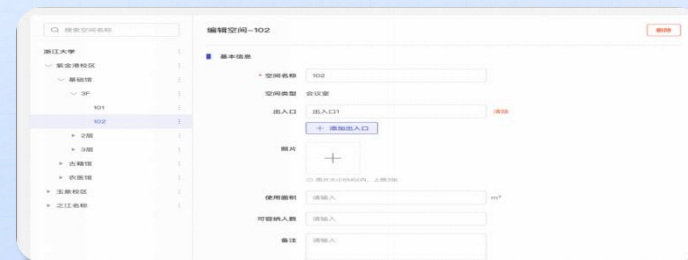 搜索空间名称
浙江大学
紫金港校区
基础馆
3F
101
102
2层
3层
古籍馆
农医馆
玉泉校区
之江名称
编辑空间-102
删除
基本信息
* 空间名称 102
空间类型 会议室
出入口 出入口1 清除
+ 添加出入口
照片
使用面积 请输入 m²
可容纳人数 请输入
备注 请输入